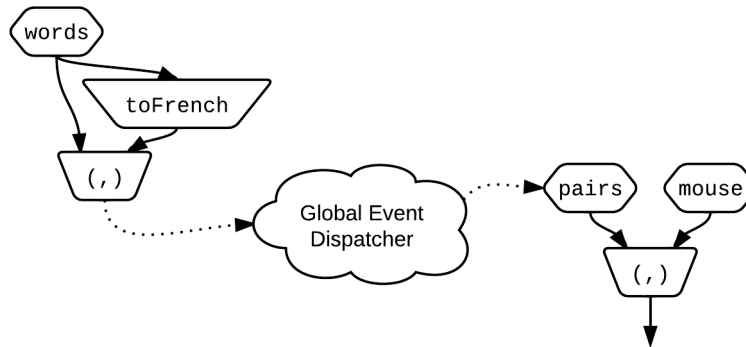 words
toFrench
(,)
Global Event
Dispatcher
pairs
mouse
(,)